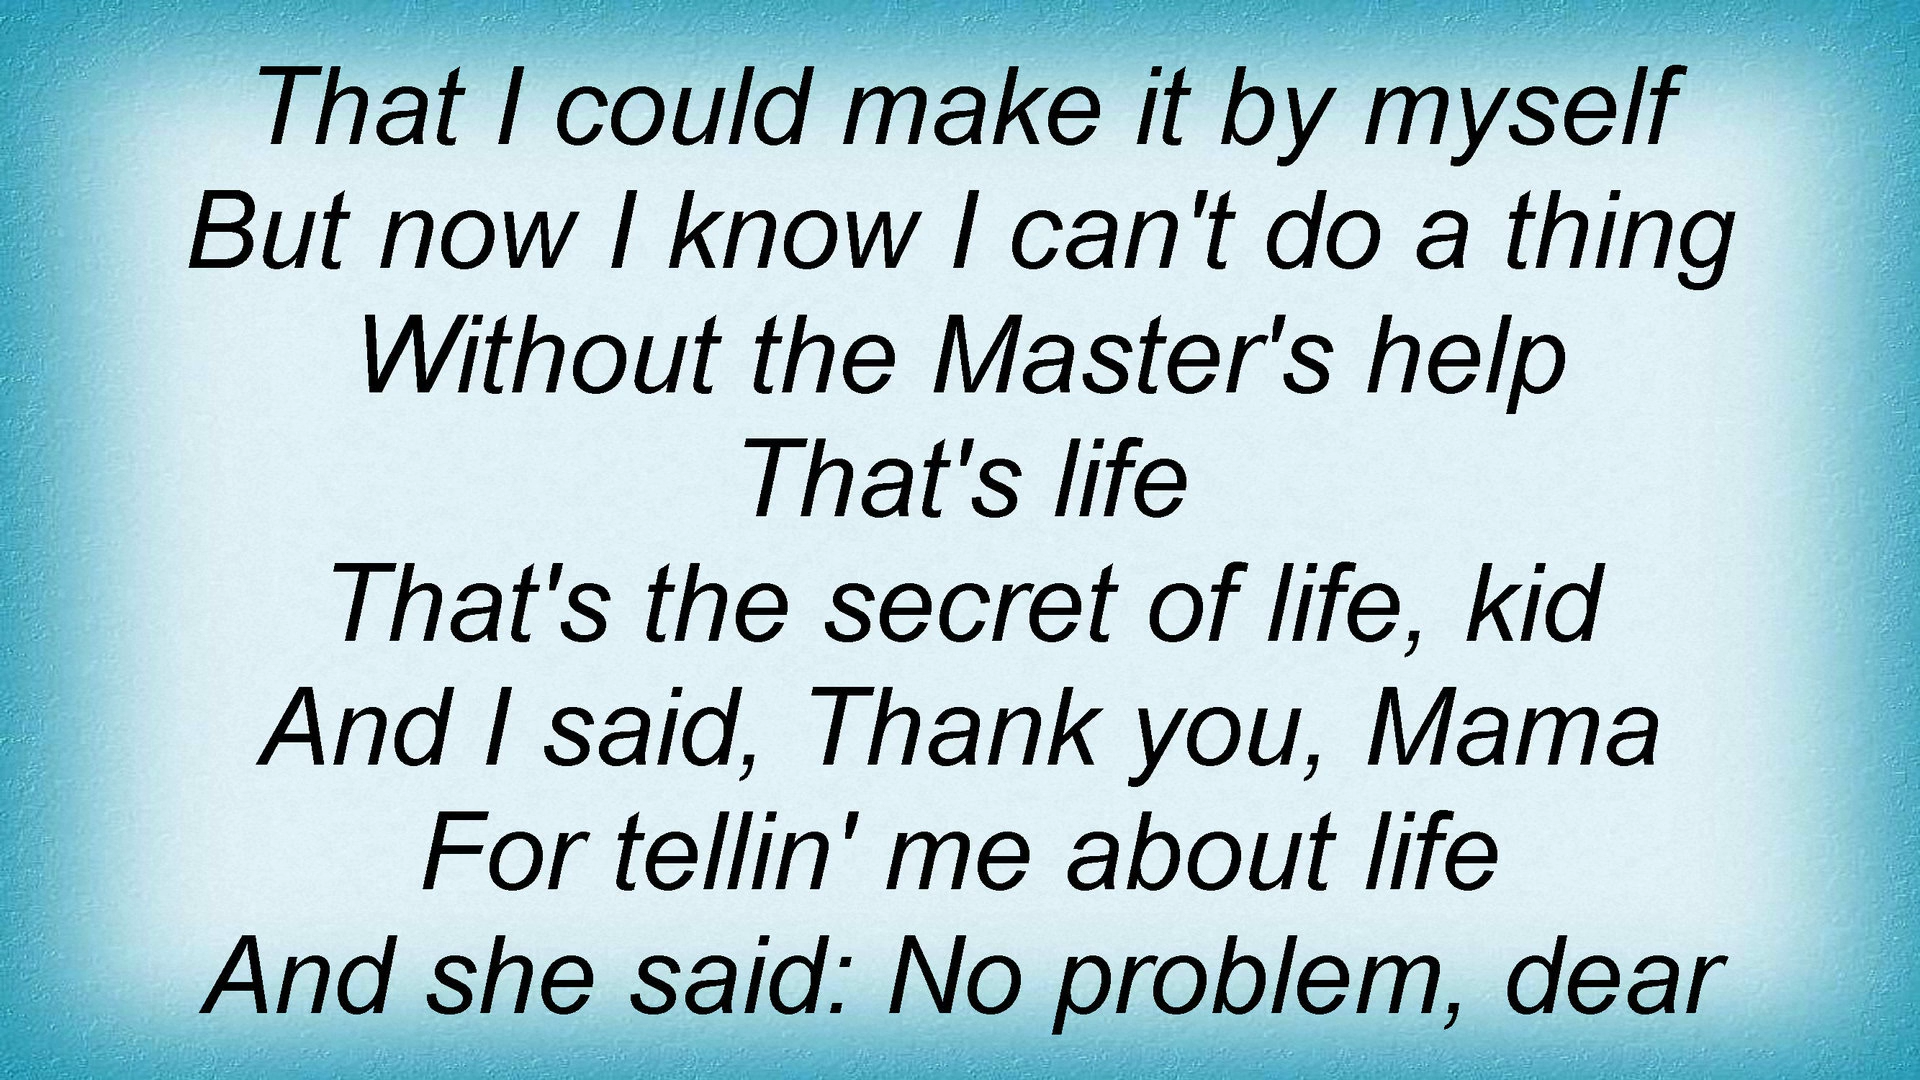 That I could make it by myself
But now I know I can't do a thing
Without the Master's help
That's life
That's the secret of life, kid
And I said, Thank you, Mama
For tellin' me about life
And she said: No problem, dear